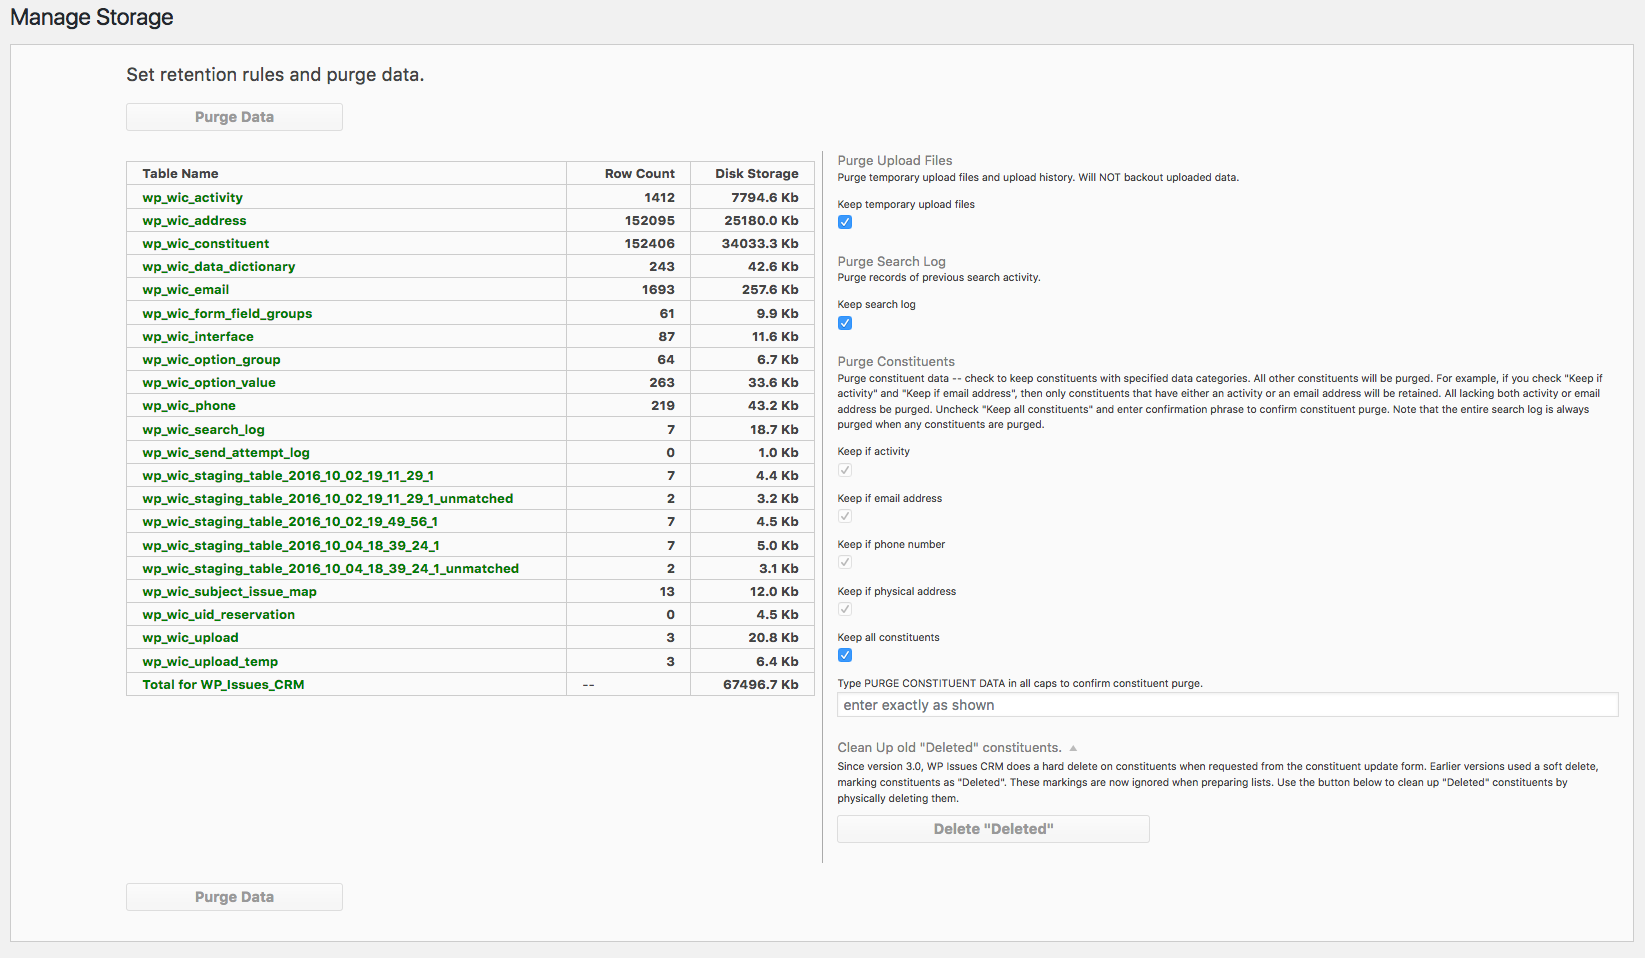 Manage Storage
Set retention rules and purge data.
Purge Data
Table Name Row Count Disk Storage
wp_wic_activity 1412 7794.6 Kb
wp_wic_address 152095 25180.0 Kb
wp_wic_constituent 152406 34033.3 Kb
wp_wic_data_dictionary 243 42.6 Kb
wp_wic_email 1693 257.6 Kb
wp_wic_form_field_groups 61 9.9 Kb
wp_wic_interface 87 11.6 Kb
wp_wic_option_group 64 6.7 Kb
wp_wic_option_value 263 33.6 Kb
wp_wic_phone 219 43.2 Kb
wp_wic_search_log 7 18.7 Kb
wp_wic_send_attempt_log 0 1.0 Kb
wp_wic_staging_table_2016_10_02_19_11_29_1 7 4.4 Kb
wp_wic_staging_table_2016_10_02_19_11_29_1_unmatched 2 3.2 Kb
wp_wic_staging_table_2016_10_02_19_49_56_1 7 4.5 Kb
wp_wic_staging_table_2016_10_04_18_39_24_1 7 5.0 Kb
wp_wic_staging_table_2016_10_04_18_39_24_1_unmatched 2 3.1 Kb
wp_wic_subject_issue_map 13 12.0 Kb
wp_wic_uid_reservation 0 4.5 Kb
wp_wic_upload 3 20.8 Kb
wp_wic_upload_temp 3 6.4 Kb
Total for WP_Issues_CRM -- 67496.7 Kb
Purge Upload Files
Purge temporary upload files and upload history. Will NOT backout uploaded data.
Keep temporary upload files
Purge Search Log
Purge records of previous search activity.
Keep search log
Purge Constituents
Purge constituent data -- check to keep constituents with specified data categories. All other constituents will be purged. For example, if you check "Keep if
activity" and "Keep if email address", then only constituents that have either an activity or an email address will be retained. All lacking both activity or email
address be purged. Uncheck "Keep all constituents" and enter confirmation phrase to confirm constituent purge. Note that the entire search log is always
purged when any constituents are purged.
Keep if activity
Keep if email address
Keep if phone number
Keep if physical address
Keep all constituents
Type PURGE CONSTITUENT DATA in all caps to confirm constituent purge.
enter exactly as shown
Clean Up old "Deleted" constituents.
Since version 3.0, WP Issues CRM does a hard delete on constituents when requested from the constituent update form. Earlier versions used a soft delete,
marking constituents as "Deleted". These markings are now ignored when preparing lists. Use the button below to clean up "Deleted" constituents by
physically deleting them.
Delete "Deleted"
Purge Data